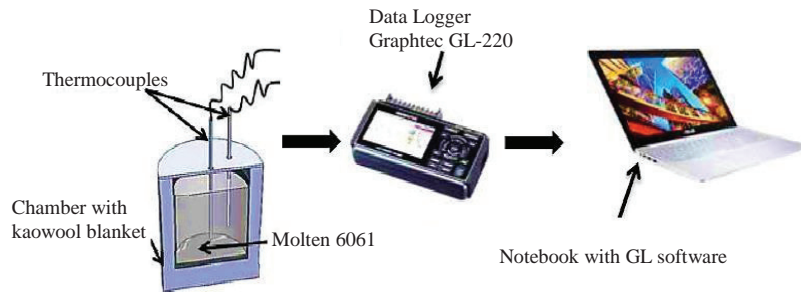 Data Logger
Graphtec GL-220
Thermocouples
Chamber with
kaowool blanket
Molten 6061
Notebook with GL software